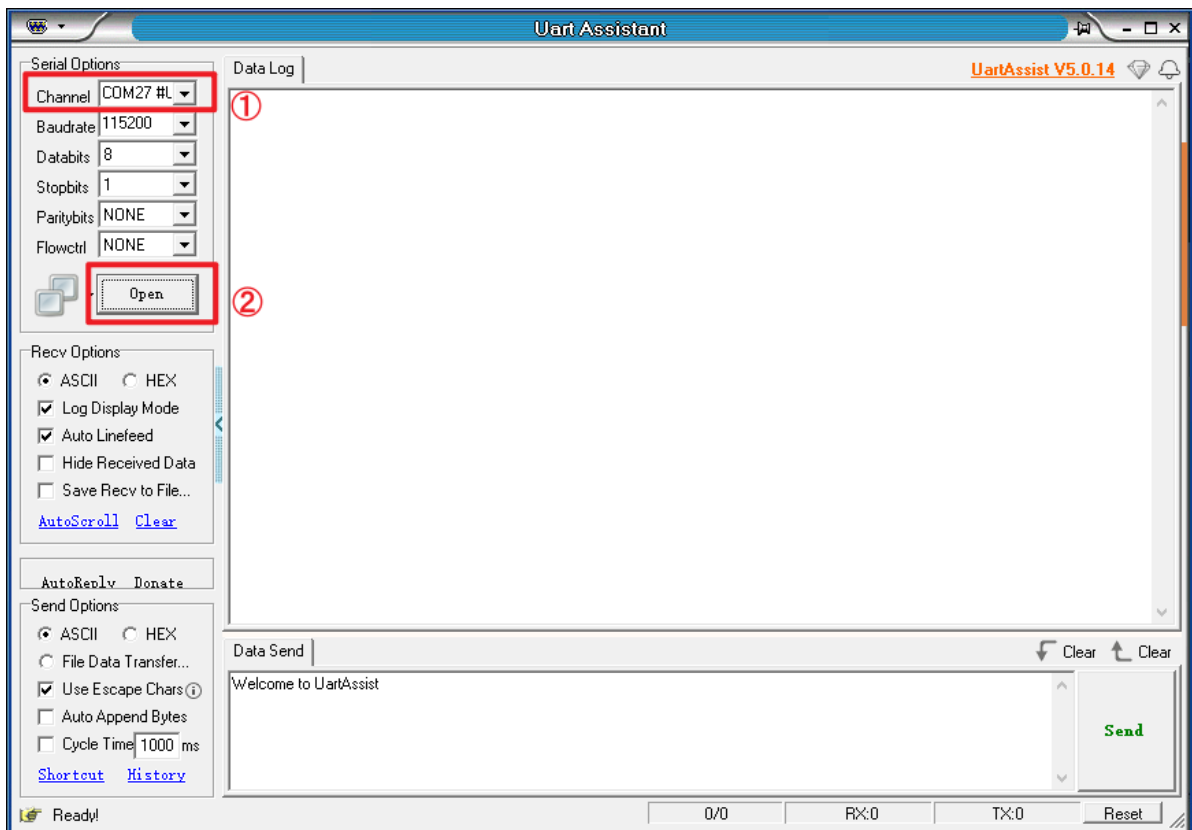 Uart Assistant
Serial Options
Channel COM27 #L
①
Baudrate 115200
Databits 8
Stopbits 1
Paritybits NONE
Flowctrl NONE
Open
②
Recv Options
ASCII HEX
Log Display Mode
Auto Linefeed
Hide Received Data
Save Recv to File...
AutoScroll Clear
AutoReply Donate
Send Options
ASCII HEX
File Data Transfer...
Use Escape Chars
Auto Append Bytes
Cycle Time 1000 ms
Shortcut History
Data Log
UartAssist V5.0.14
Data Send
Clear Clear
Welcome to UartAssist
Send
Ready!
0/0
RX:0
TX:0
Reset